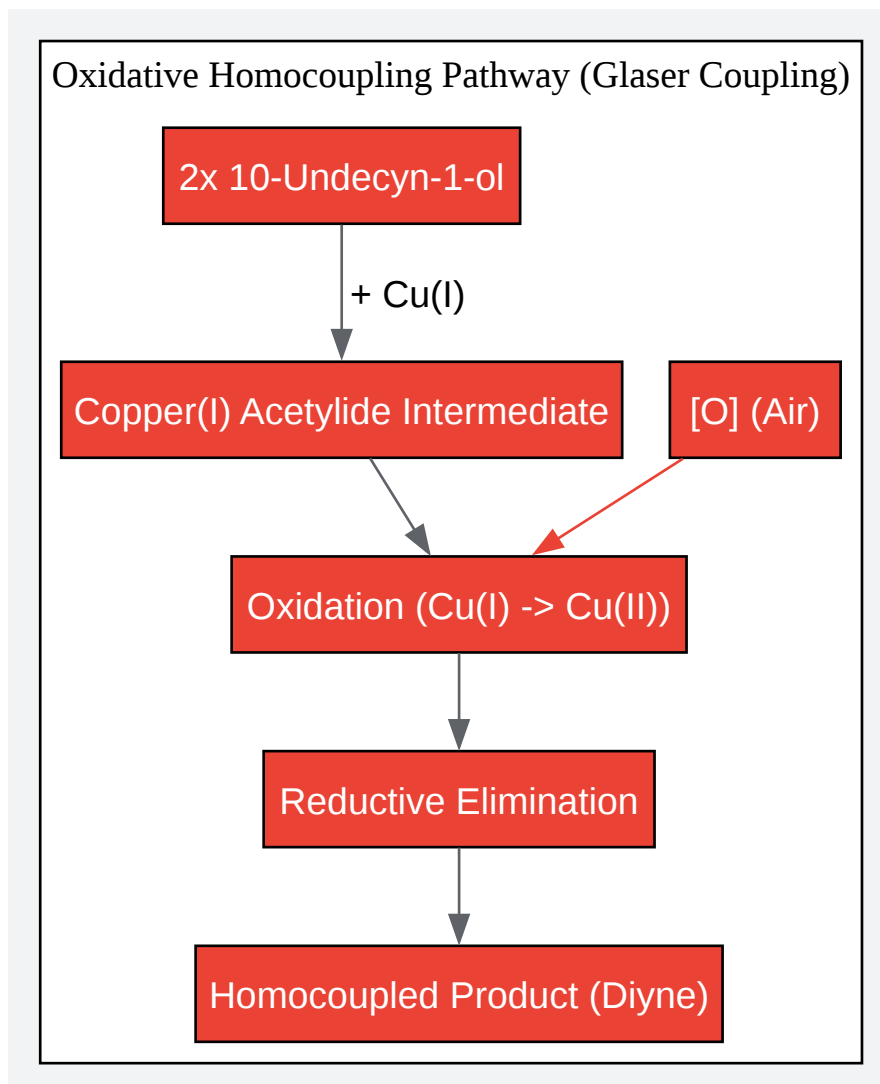 Oxidative Homocoupling Pathway (Glaser Coupling)
2x 10-Undecyn-1-ol
+ Cu(I)
Copper(I) Acetylide Intermediate
[O] (Air)
Oxidation (Cu(I) -> Cu(II))
Reductive Elimination
Homocoupled Product (Diyne)